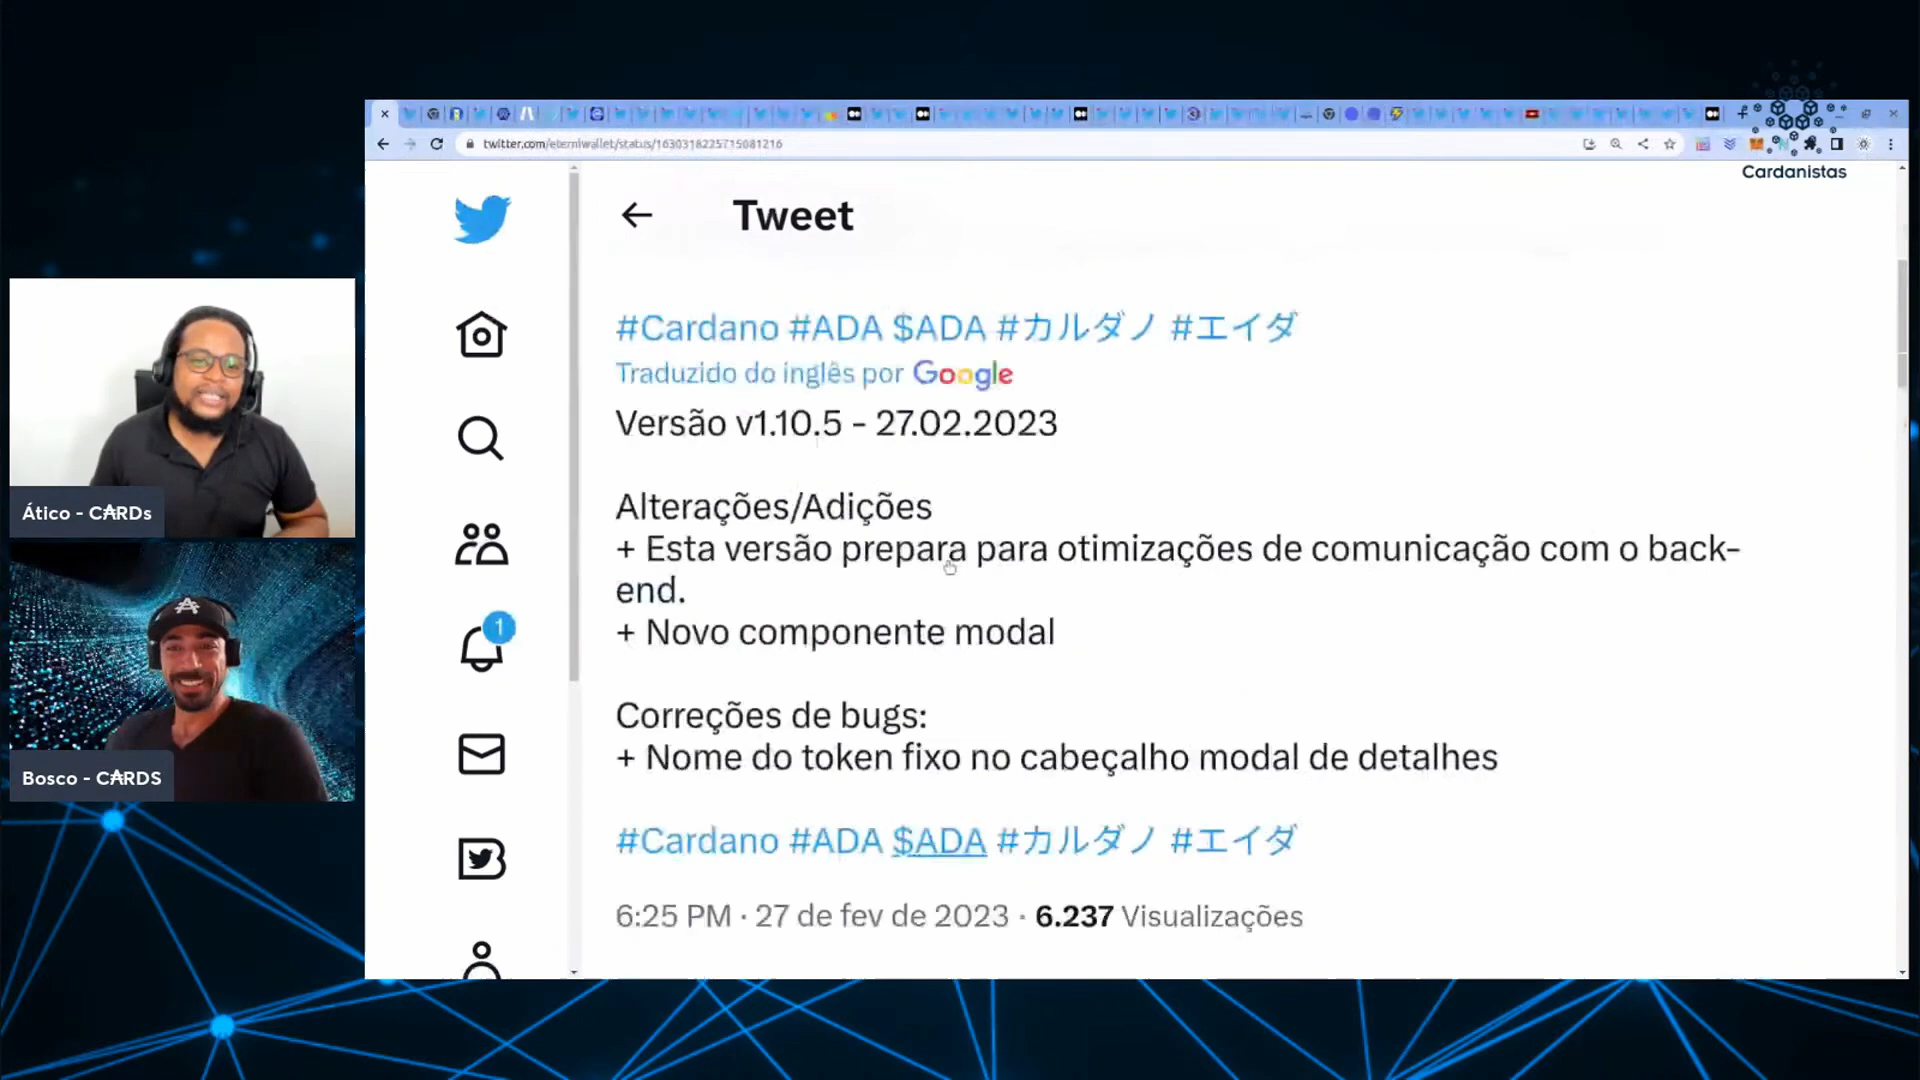 twitter.com/eternlwallet/status/1630318225715081216
Cardanistas
Tweet
#Cardano #ADA $ADA #カルダノ #エイダ
Traduzido do inglês por Google
Versão v1.10.5 - 27.02.2023
Alterações/Adições
+ Esta versão prepara para otimizações de comunicação com o back-
end.
+ Novo componente modal
Correções de bugs:
+ Nome do token fixo no cabeçalho modal de detalhes
#Cardano #ADA $ADA #カルダノ #エイダ
6:25 PM · 27 de fev de 2023 · 6.237 Visualizações
1
Ático - C₳RDs
Bosco - C₳RDS